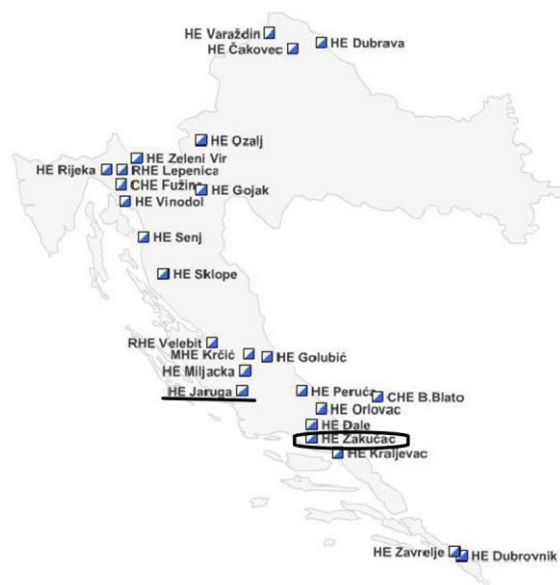 HE Varaždin
HE Čakovec
HE Dubrava
HE Ozalj
HE Zeleni Vir
HE Rijeka
RHE Lepenica
CHE Fužine
HE Gojak
HE Vinodol
HE Senj
HE Sklope
RHE Velebit
MHE Krčić
HE Golubić
HE Miljacka
HE Jaruga
HE Peruća
CHE B.Blato
HE Orlovac
HE Đale
HE Zakučac
HE Kraljevac
HE Zavrelje
HE Dubrovnik